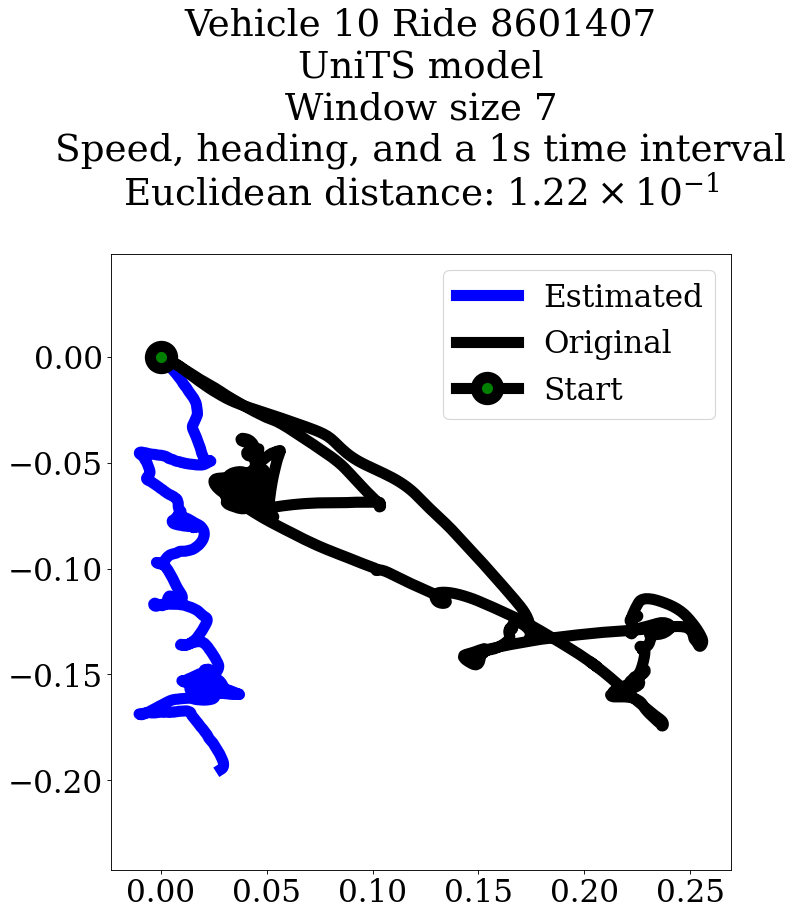 Vehicle 10 Ride 8601407
UniTS model
Window size 7
Speed, heading, and a 1s time interval
Euclidean distance: 1.22 × 10⁻¹
Estimated
Original
Start
0.00
−0.05
−0.10
−0.15
−0.20
0.00 0.05 0.10 0.15 0.20 0.25